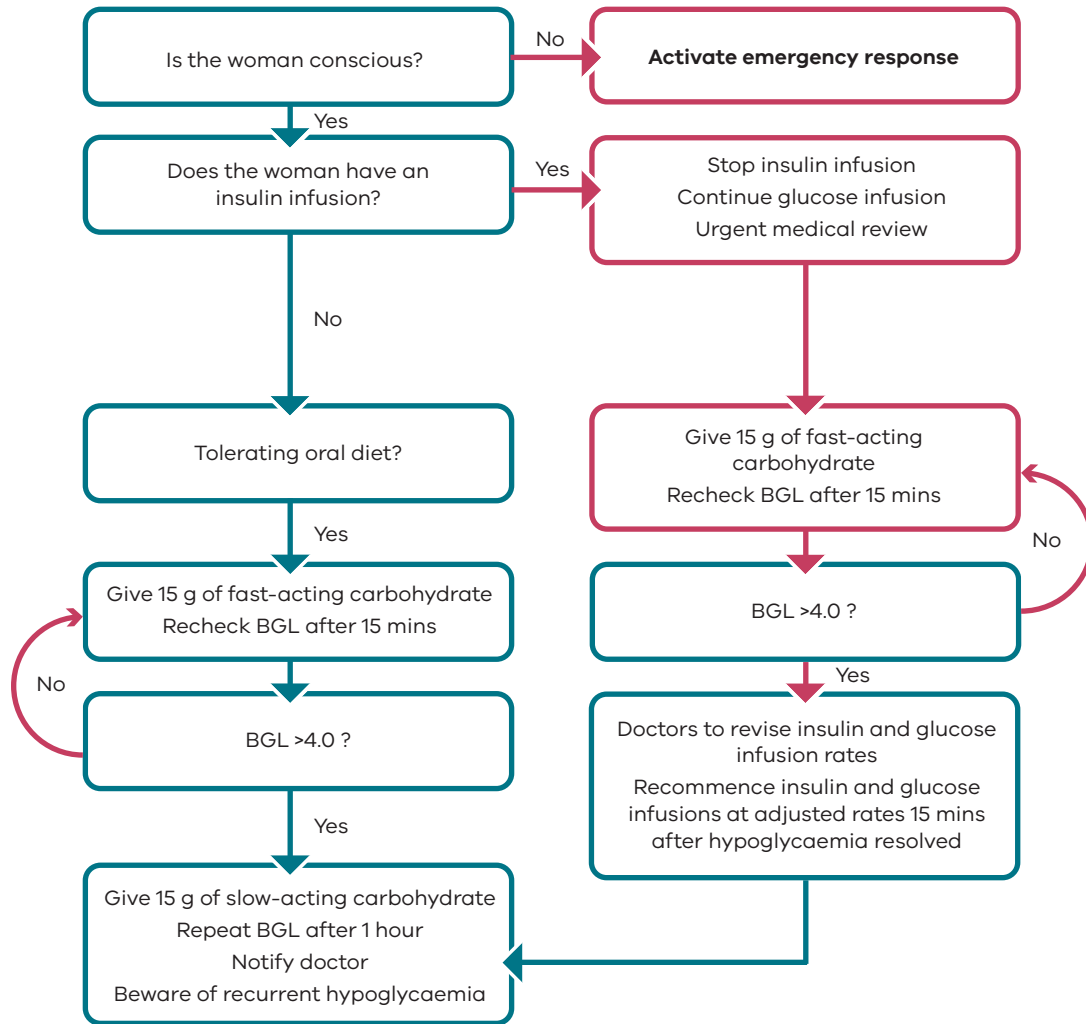 Is the woman conscious?
No
Activate emergency response
Yes
Does the woman have an
insulin infusion?
Yes
Stop insulin infusion
Continue glucose infusion
Urgent medical review
No
Tolerating oral diet?
Give 15 g of fast-acting
carbohydrate
Recheck BGL after 15 mins
Yes
No
Give 15 g of fast-acting carbohydrate
Recheck BGL after 15 mins
BGL >4.0 ?
No
Yes
BGL >4.0 ?
Doctors to revise insulin and glucose
infusion rates
Recommence insulin and glucose
infusions at adjusted rates 15 mins
after hypoglycaemia resolved
Yes
Give 15 g of slow-acting carbohydrate
Repeat BGL after 1 hour
Notify doctor
Beware of recurrent hypoglycaemia